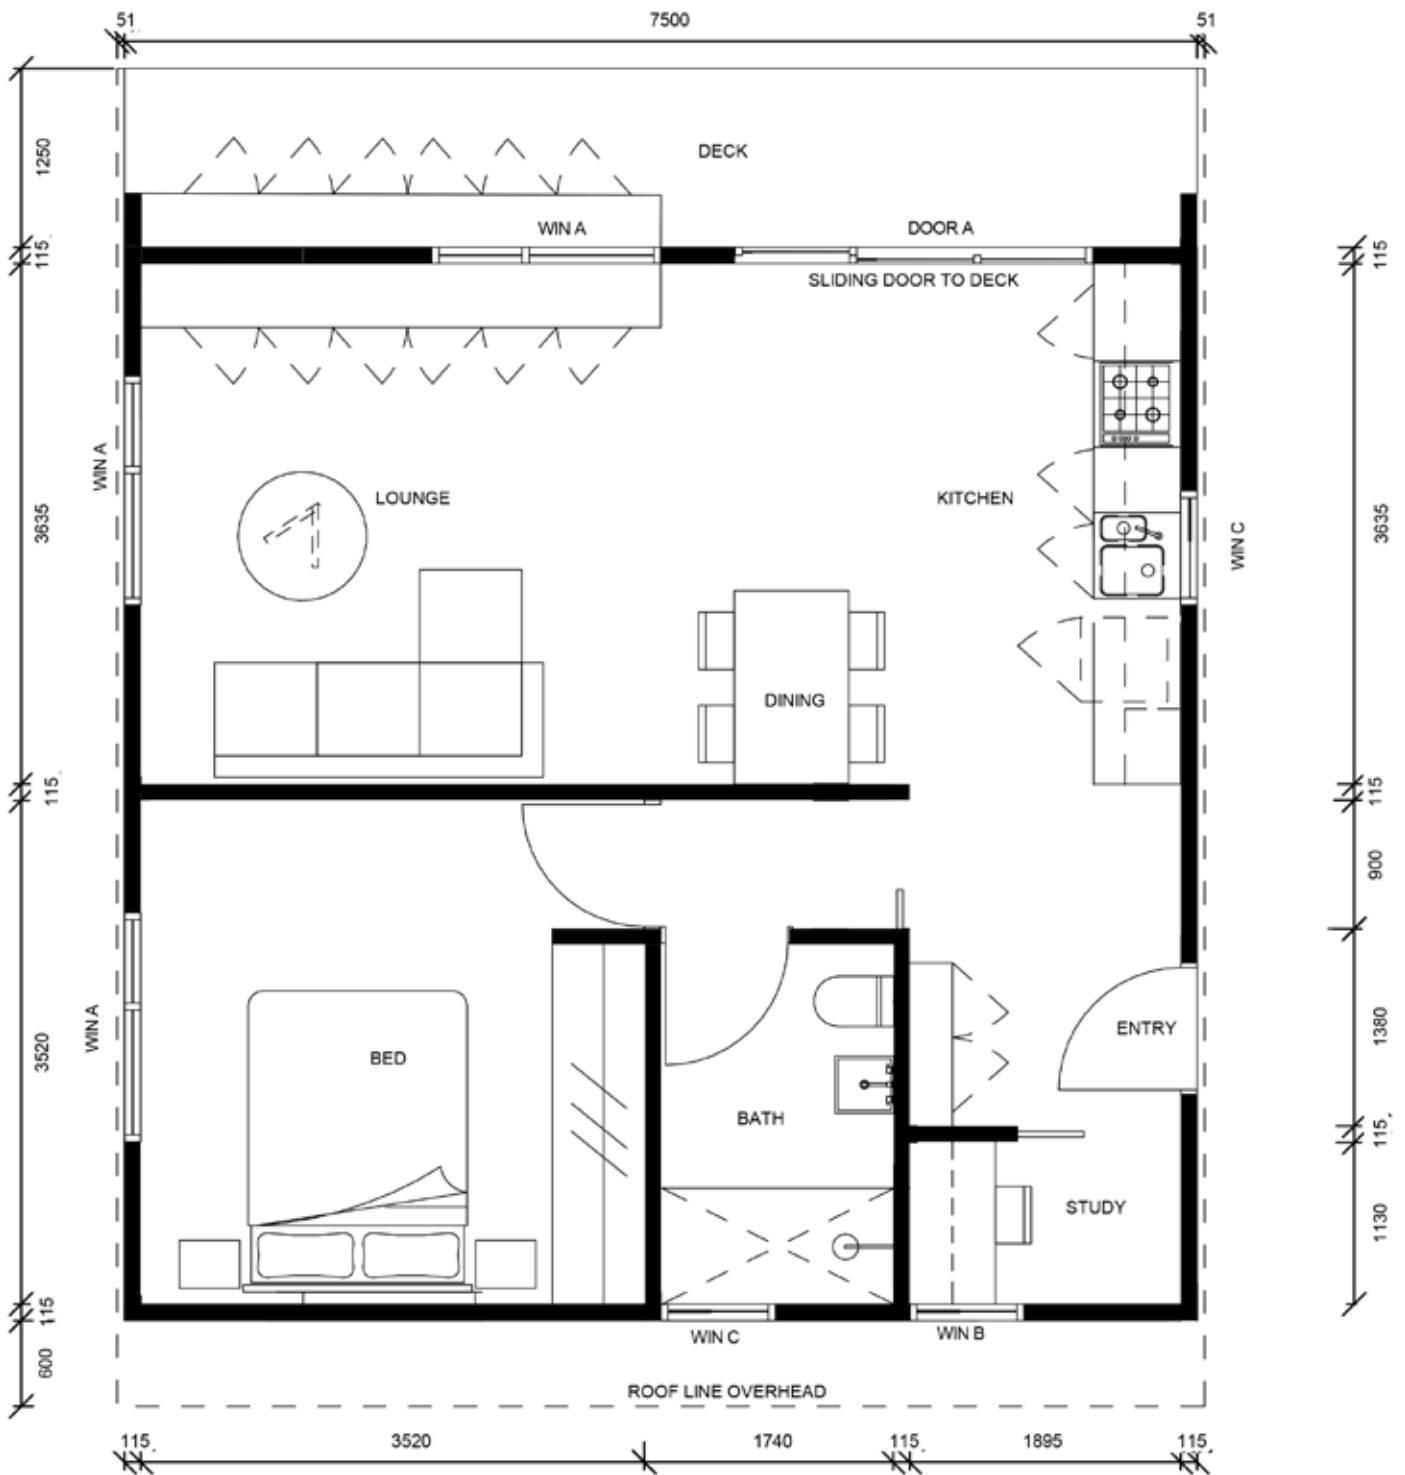 51 7500 51
1250
DECK
WIN A
DOOR A
115
115
SLIDING DOOR TO DECK
WIN A
LOUNGE
KITCHEN
3635
3635
WIN C
DINING
115
115
900
WIN A
3520
BED
ENTRY
1380
BATH
115
STUDY
1130
115
WIN C
WIN B
600
ROOF LINE OVERHEAD
115 3520 1740 115 1895 115